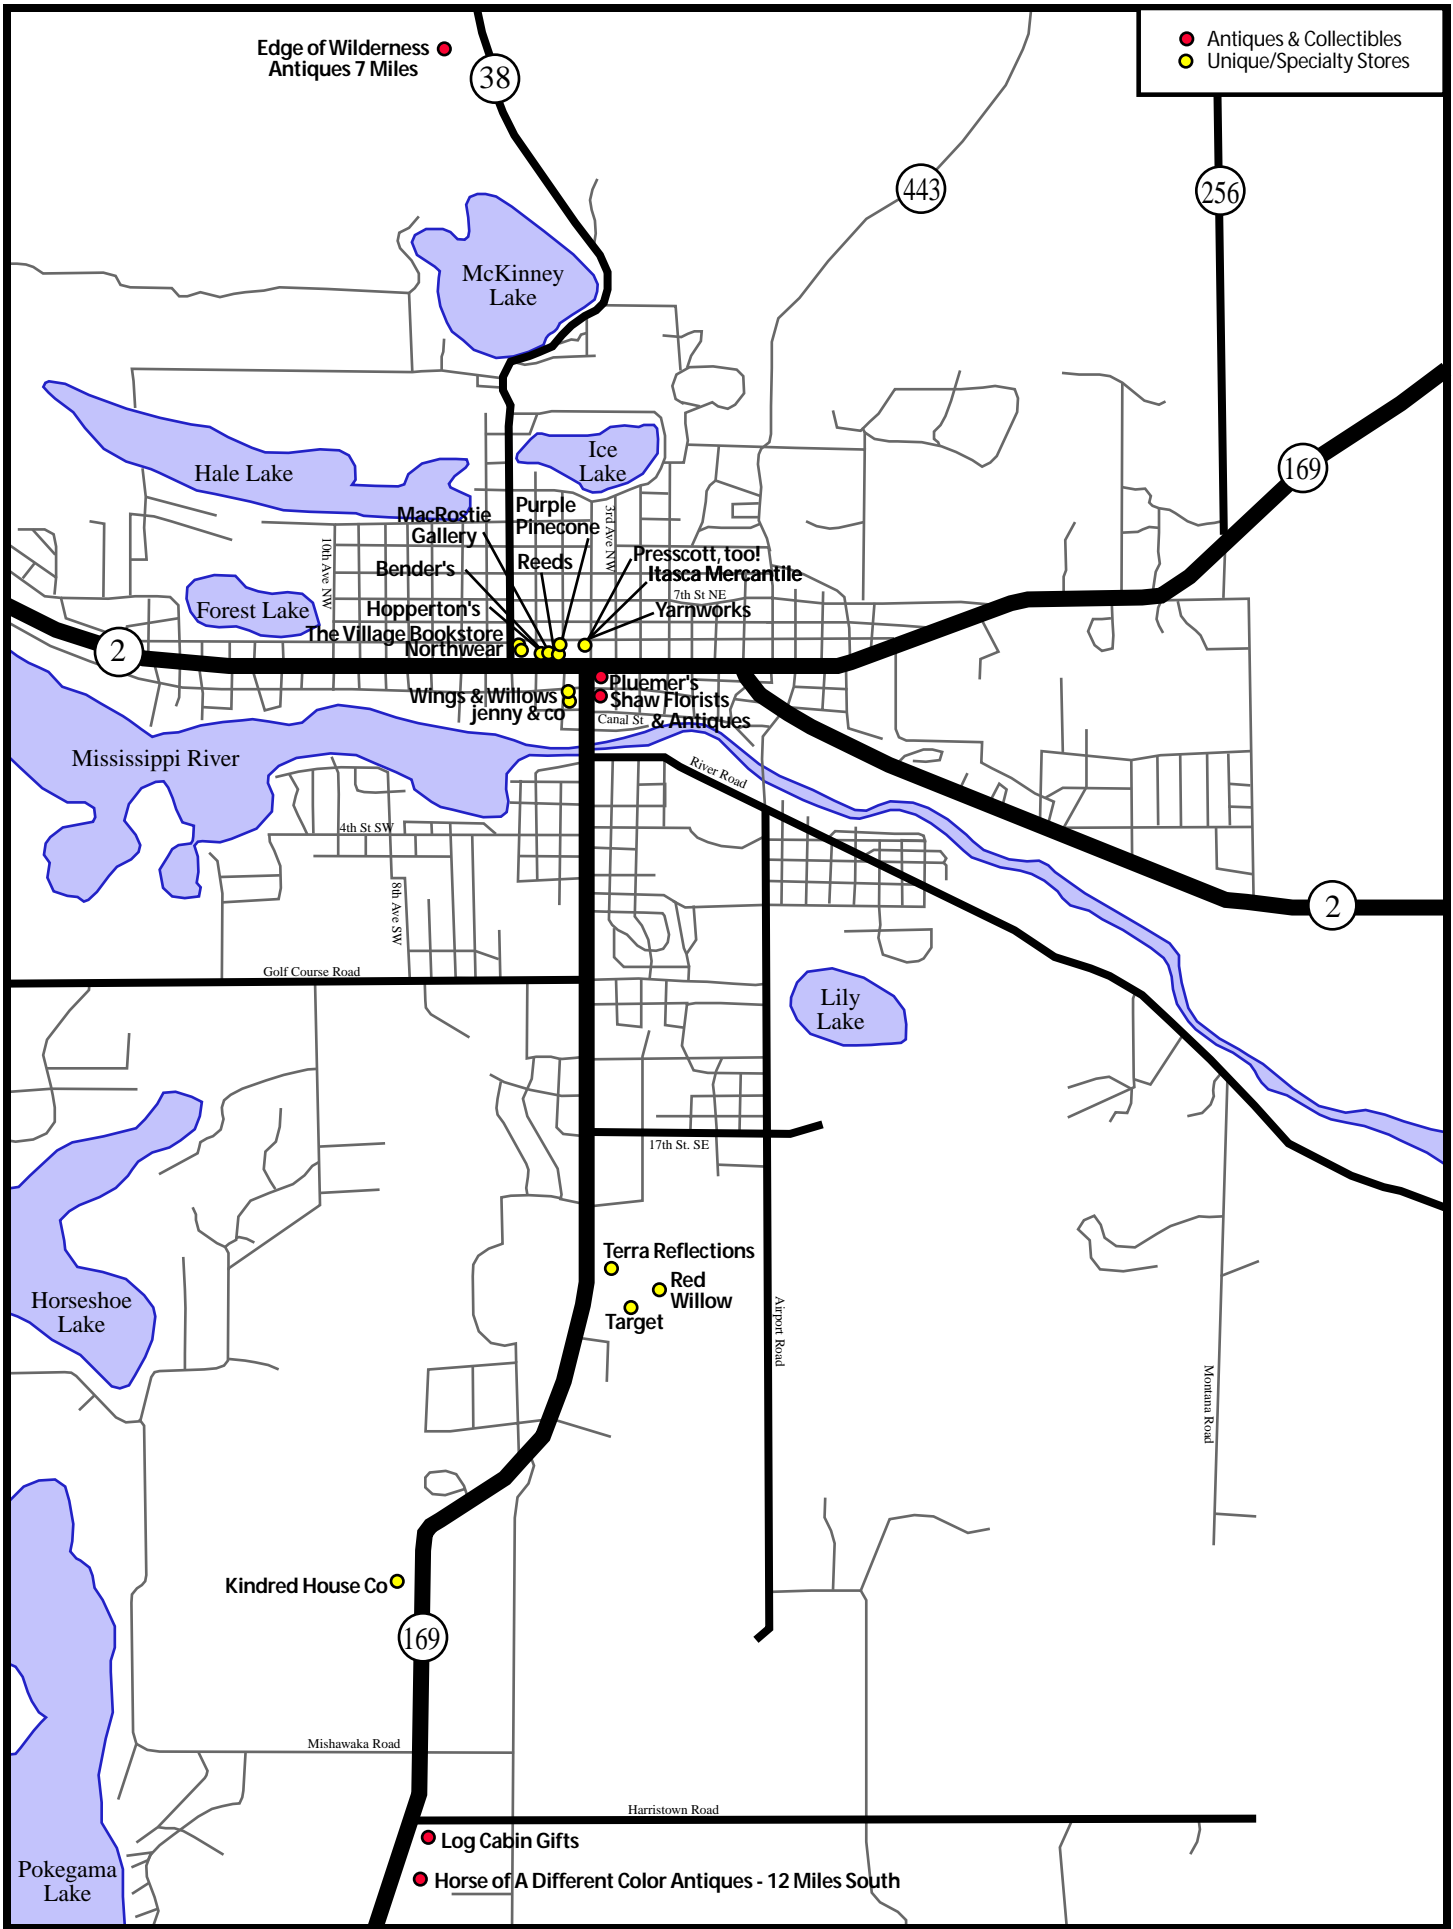 Edge of Wilderness
Antiques 7 Miles
38
Antiques & Collectibles
Unique/Specialty Stores
443
256
McKinney
Lake
Ice
Lake
Hale Lake
169
Purple
Pinecone
MacRostie
Gallery
3rd Ave NW
10th Ave NW
Presscott, too!
Reeds
Bender's
Itasca Mercantile
7th St NE
Forest Lake
Hopperton's
Yarnworks
The Village Bookstore
Northwear
2
Pluemer's
Wings & Willows
Shaw Florists
& Antiques
jenny & co
Canal St
Mississippi River
River Road
4th St SW
8th Ave SW
2
Golf Course Road
Lily
Lake
17th St. SE
Terra Reflections
Red
Willow
Target
Horseshoe
Lake
Airport Road
Montana Road
Kindred House Co
169
Mishawaka Road
Harristown Road
Log Cabin Gifts
Pokegama
Lake
Horse of A Different Color Antiques - 12 Miles South